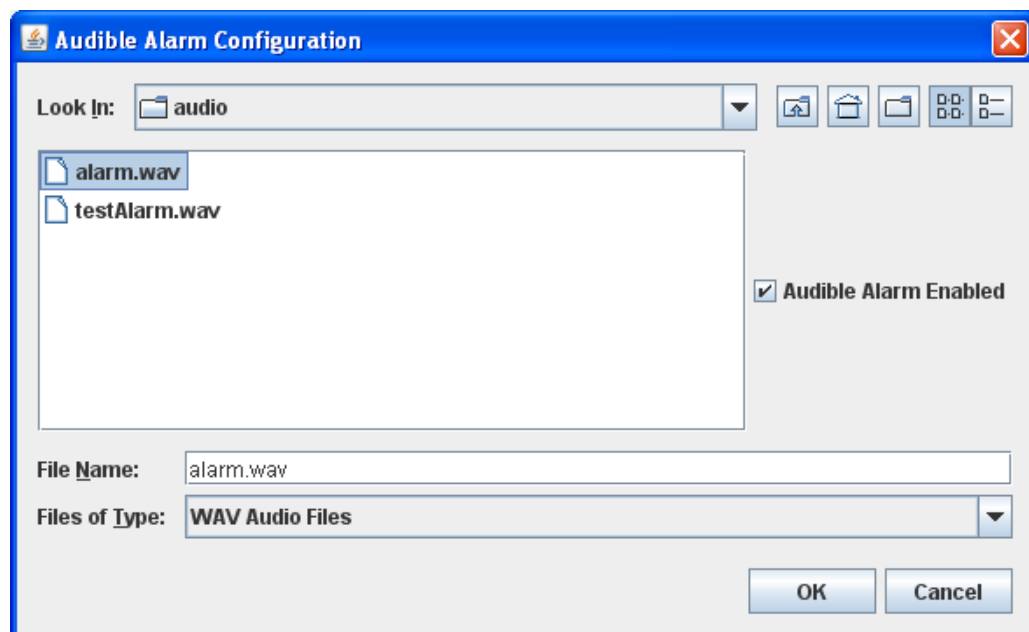 Audible Alarm Configuration
Look In: audio
alarm.wav
testAlarm.wav
Audible Alarm Enabled
File Name: alarm.wav
Files of Type: WAV Audio Files
OK Cancel